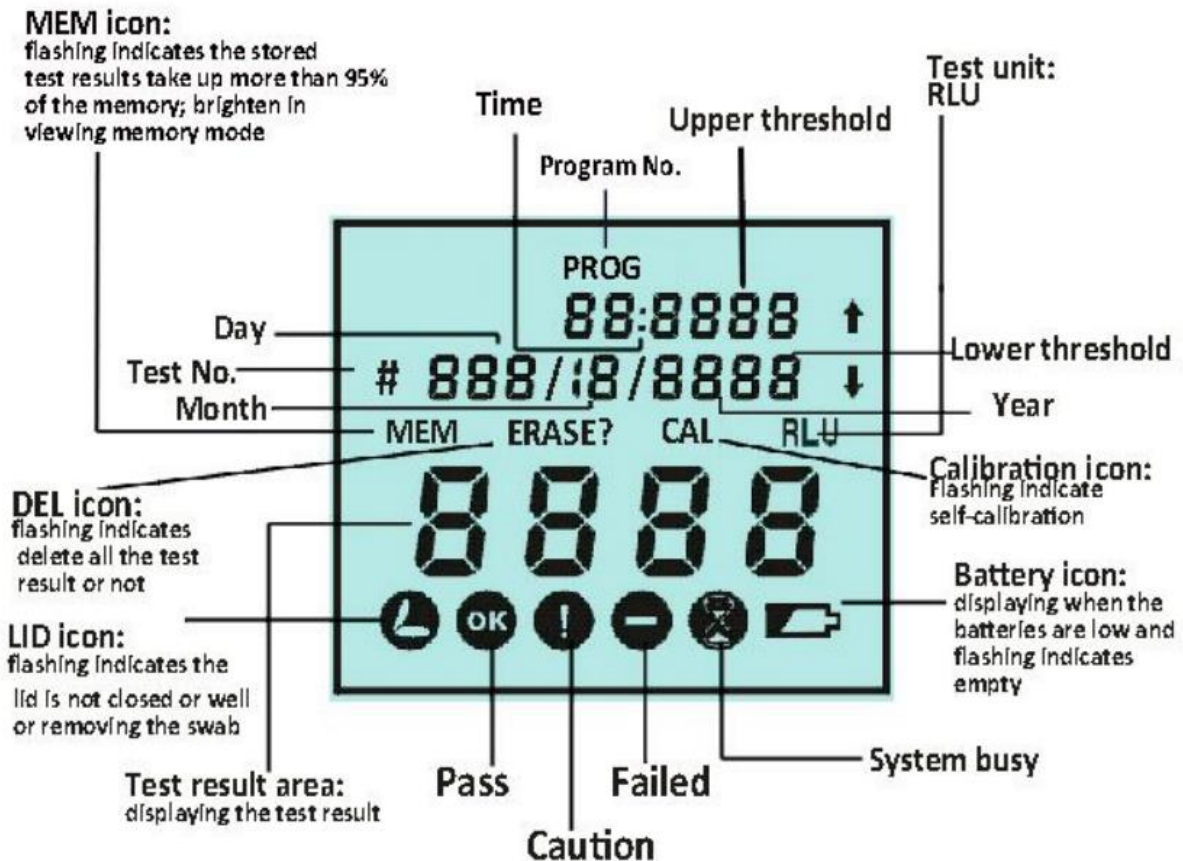 MEM icon:
flashing indicates the stored
test results take up more than 95%
of the memory; brighten in
viewing memory mode
Time
Program No.
Upper threshold
Test unit:
RLU
PROG
88:8888
Day
Test No.
# 888/18/8888
Lower threshold
Month
Year
MEM ERASE? CAL RLU
DEL icon:
flashing indicates
delete all the test
result or not
Calibration icon:
Flashing indicate
self-calibration
8888
Battery icon:
displaying when the
batteries are low and
flashing indicates
empty
OK ! –
LID icon:
flashing indicates the
lid is not closed or well
or removing the swab
Test result area:
displaying the test result
Pass
Caution
Failed
System busy